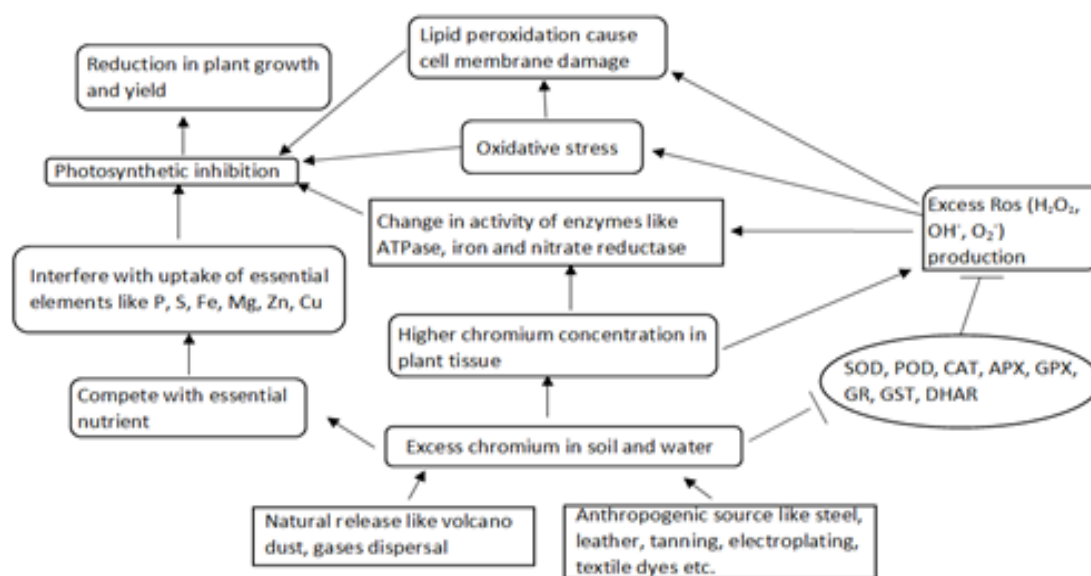 Lipid peroxidation cause
cell membrane damage
Reduction in plant growth
and yield
Oxidative stress
Photosynthetic inhibition
Excess Ros (H₂O₂,
OH⁻, O₂⁻)
production
Change in activity of enzymes like
ATPase, iron and nitrate reductase
Interfere with uptake of essential
elements like P, S, Fe, Mg, Zn, Cu
Higher chromium concentration in
plant tissue
SOD, POD, CAT, APX, GPX,
GR, GST, DHAR
Compete with essential
nutrient
Excess chromium in soil and water
Natural release like volcano
dust, gases dispersal
Anthropogenic source like steel,
leather, tanning, electroplating,
textile dyes etc.